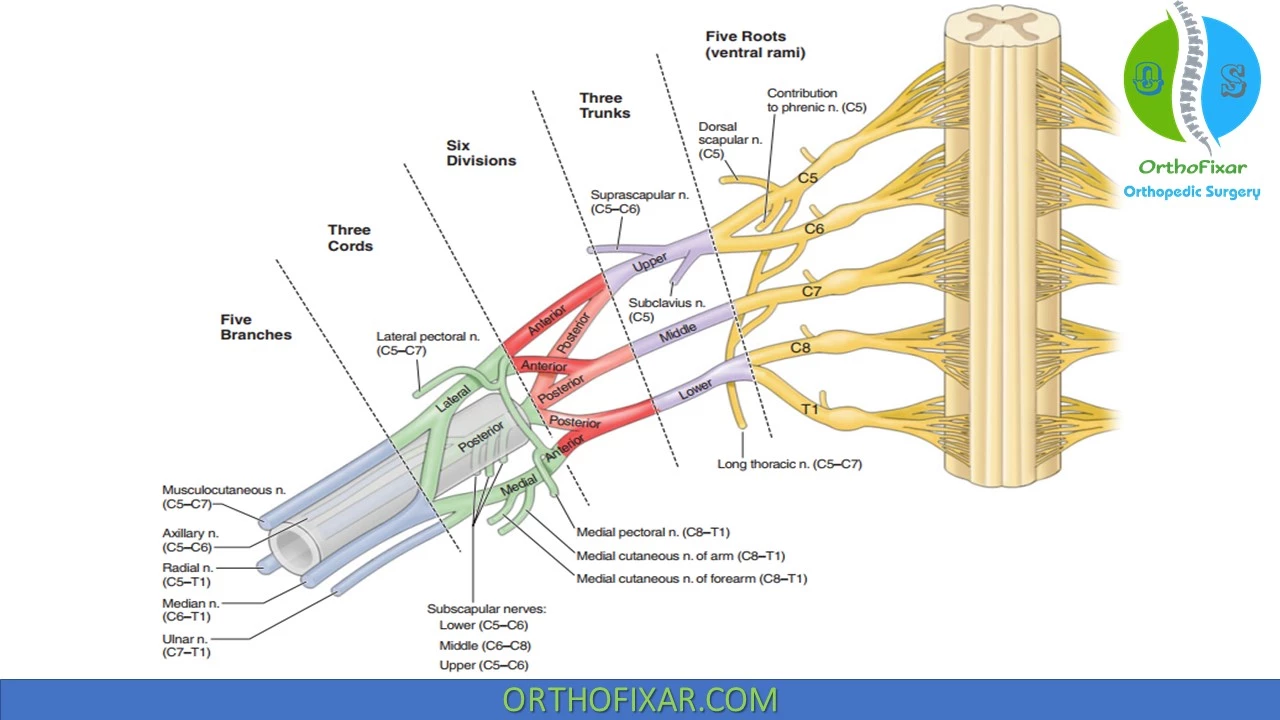 Five Roots
(ventral rami)
Three
Trunks
Six
Divisions
Three
Cords
Five
Branches
Contribution
to phrenic n. (C5)
Dorsal
scapular n.
(C5)
Suprascapular n.
(C5–C6)
Subclavius n.
(C5)
Lateral pectoral n.
(C5–C7)
C5
C6
C7
C8
T1
Upper
Middle
Lower
Anterior
Posterior
Anterior
Posterior
Posterior
Anterior
Lateral
Posterior
Medial
Long thoracic n. (C5–C7)
Musculocutaneous n.
(C5–C7)
Axillary n.
(C5–C6)
Radial n.
(C5–T1)
Median n.
(C6–T1)
Ulnar n.
(C7–T1)
Medial pectoral n. (C8–T1)
Medial cutaneous n. of arm (C8–T1)
Medial cutaneous n. of forearm (C8–T1)
Subscapular nerves:
Lower (C5–C6)
Middle (C6–C8)
Upper (C5–C6)
O S
OrthoFixar
Orthopedic Surgery
ORTHOFIXAR.COM